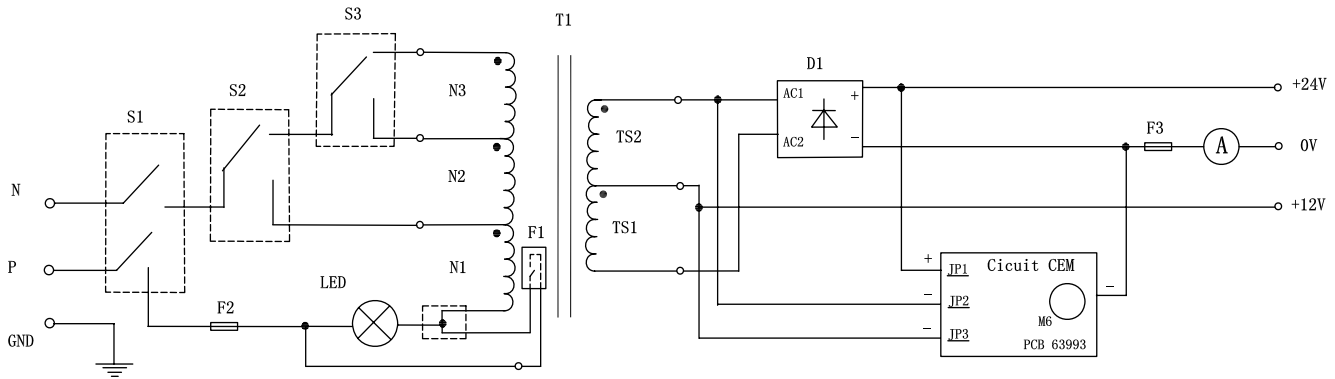 S3
T1
S2
S1
N3
D1
+24V
AC1
+
F3
AC2
-
A
0V
TS2
N
N2
+12V
F1
TS1
P
N1
LED
+
JP1
Cicuit CEM
-
F2
-
JP2
M6
GND
-
JP3
PCB 63993